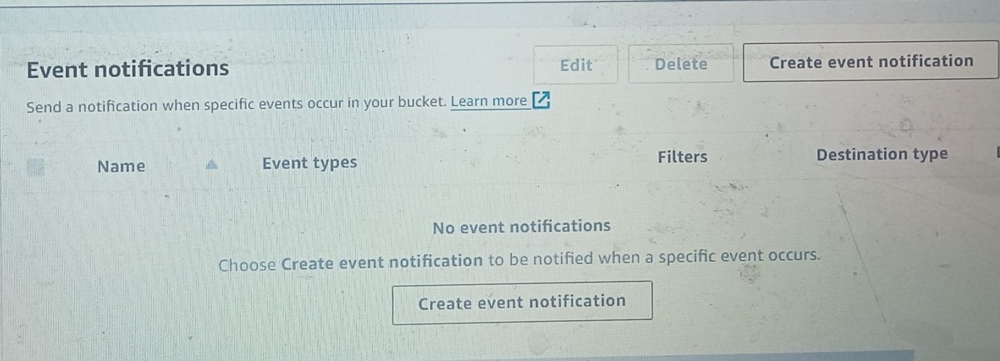 Event notifications
Edit
Delete
Create event notification
Send a notification when specific events occur in your bucket. Learn more
Name
Event types
Filters
Destination type
No event notifications
Choose Create event notification to be notified when a specific event occurs.
Create event notification